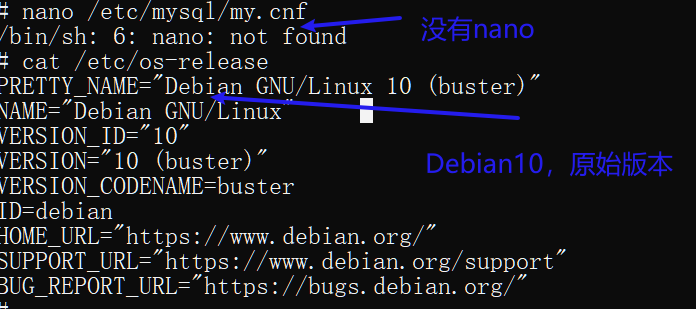 # nano /etc/mysql/my.cnf
/bin/sh: 6: nano: not found
没有nano
# cat /etc/os-release
PRETTY_NAME="Debian GNU/Linux 10 (buster)"
NAME="Debian GNU/Linux"
VERSION_ID="10"
VERSION="10 (buster)"
Debian10，原始版本
VERSION_CODENAME=buster
ID=debian
HOME_URL="https://www.debian.org/"
SUPPORT_URL="https://www.debian.org/support"
BUG_REPORT_URL="https://bugs.debian.org/"
#